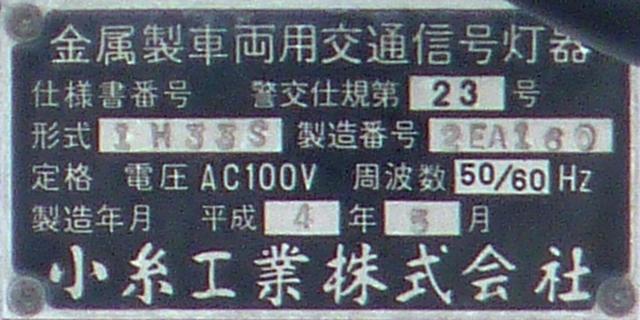 金属製車両用交通信号灯器
仕様書番号 警交仕規第 23 号
形式 1H33S 製造番号 2EA160
定格 電圧 AC100V 周波数 50/60 Hz
製造年月 平成 4 年 5 月
小糸工業株式会社